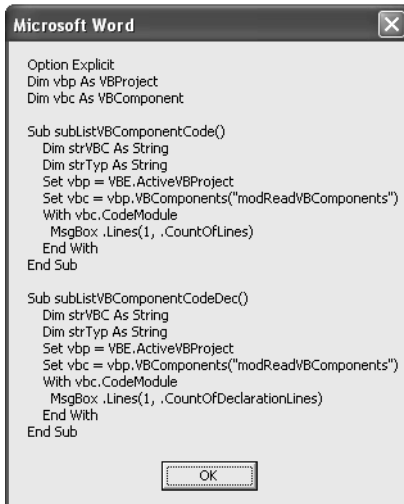 Microsoft Word
Option Explicit
Dim vbp As VBProject
Dim vbc As VBComponent

Sub subListVBComponentCode()
    Dim strVBC As String
    Dim strTyp As String
    Set vbp = VBE.ActiveVBProject
    Set vbc = vbp.VBComponents("modReadVBComponents")
    With vbc.CodeModule
      MsgBox .Lines(1, .CountOfLines)
    End With
End Sub

Sub subListVBComponentCodeDec()
    Dim strVBC As String
    Dim strTyp As String
    Set vbp = VBE.ActiveVBProject
    Set vbc = vbp.VBComponents("modReadVBComponents")
    With vbc.CodeModule
      MsgBox .Lines(1, .CountOfDeclarationLines)
    End With
End Sub
OK